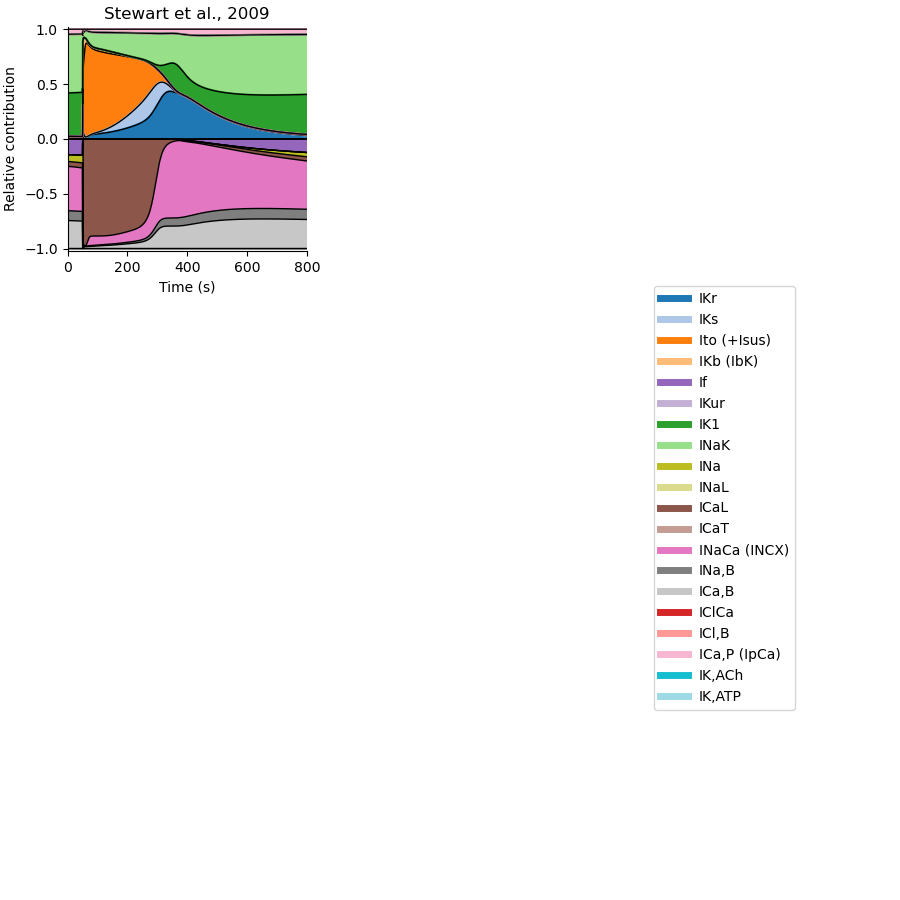 Stewart et al., 2009
1.0
0.5
0.0
−0.5
−1.0
Relative contribution
0
200
400
600
800
Time (s)
IKr
IKs
Ito (+Isus)
IKb (IbK)
If
IKur
IK1
INaK
INa
INaL
ICaL
ICaT
INaCa (INCX)
INa,B
ICa,B
IClCa
ICl,B
ICa,P (IpCa)
IK,ACh
IK,ATP